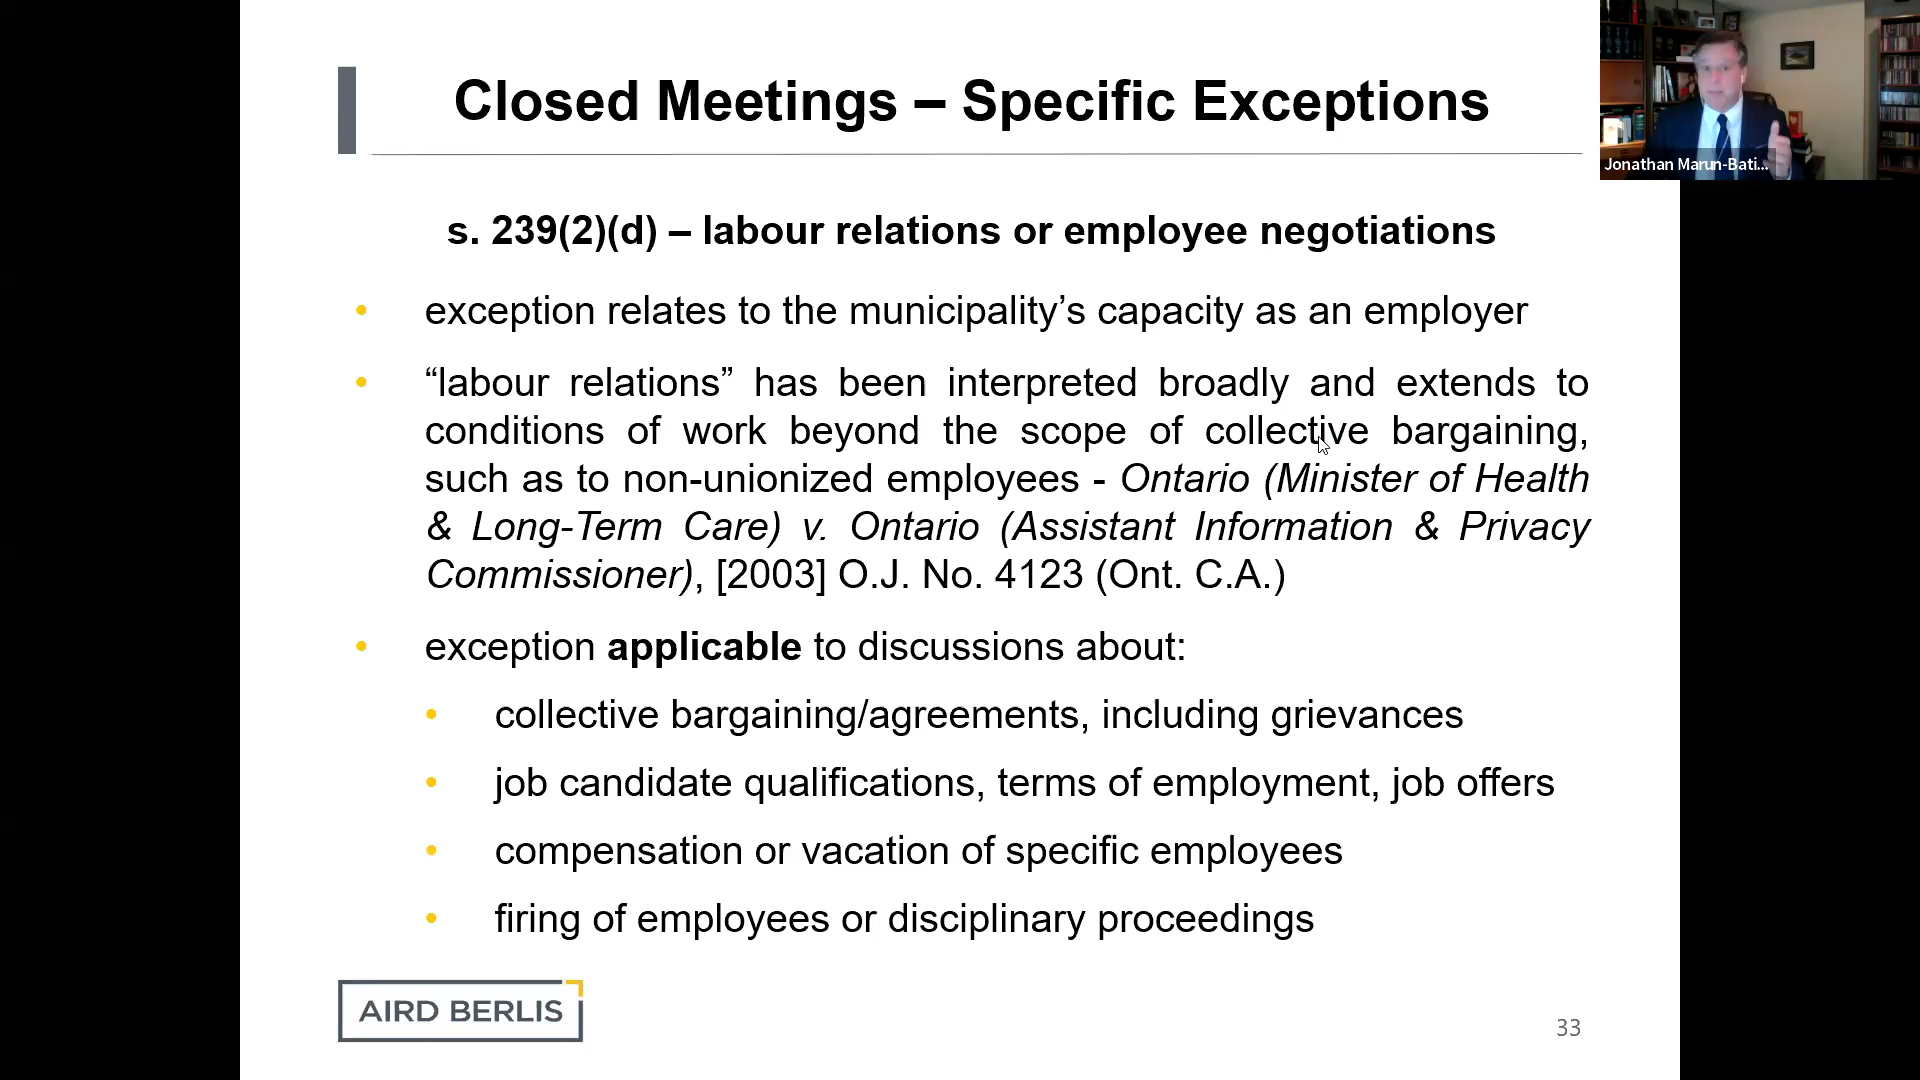 Closed Meetings – Specific Exceptions
Jonathan Marun-Bati...
s. 239(2)(d) – labour relations or employee negotiations
• exception relates to the municipality’s capacity as an employer
• “labour relations” has been interpreted broadly and extends to
conditions of work beyond the scope of collective bargaining,
such as to non-unionized employees - Ontario (Minister of Health
& Long-Term Care) v. Ontario (Assistant Information & Privacy
Commissioner), [2003] O.J. No. 4123 (Ont. C.A.)
• exception applicable to discussions about:
• collective bargaining/agreements, including grievances
• job candidate qualifications, terms of employment, job offers
• compensation or vacation of specific employees
• firing of employees or disciplinary proceedings
AIRD BERLIS
33